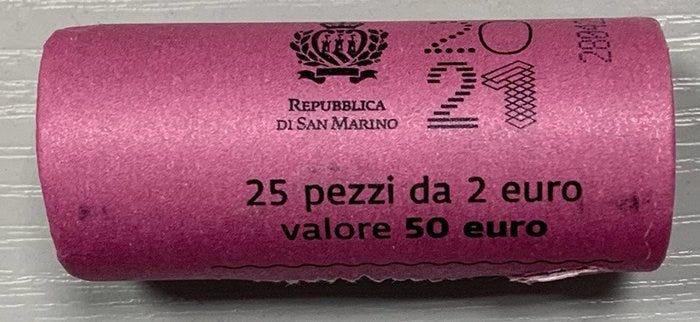 REPUBBLICA
DI SAN MARINO
25 pezzi da 2 euro
valore 50 euro